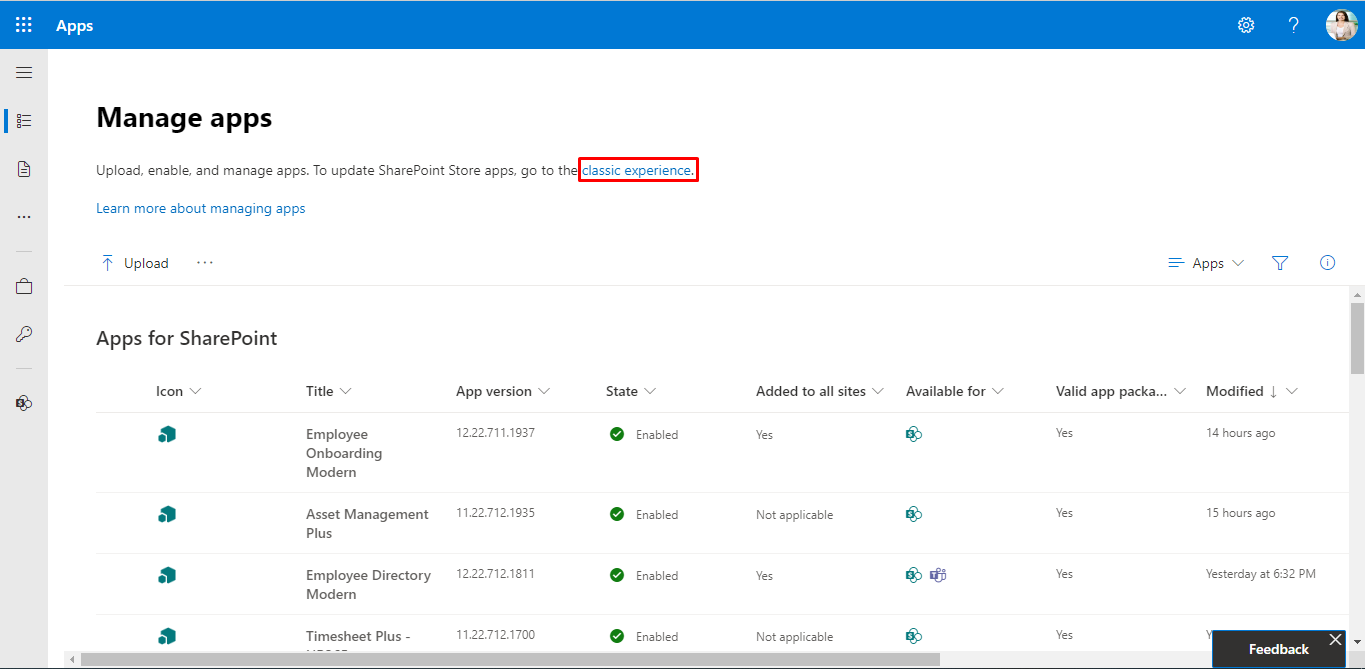 Apps
Manage apps
Upload, enable, and manage apps. To update SharePoint Store apps, go to the classic experience.
Learn more about managing apps
Upload
Apps
Apps for SharePoint
Icon Title App version State Added to all sites Available for Valid app packa... Modified
Employee 12.22.711.1937 Enabled Yes Yes 14 hours ago
Onboarding
Modern
Asset Management 11.22.712.1935 Enabled Not applicable Yes 15 hours ago
Plus
Employee Directory 12.22.712.1811 Enabled Yes Yes Yesterday at 6:32 PM
Modern
Timesheet Plus - 11.22.712.1700 Enabled Not applicable Yes
Feedback